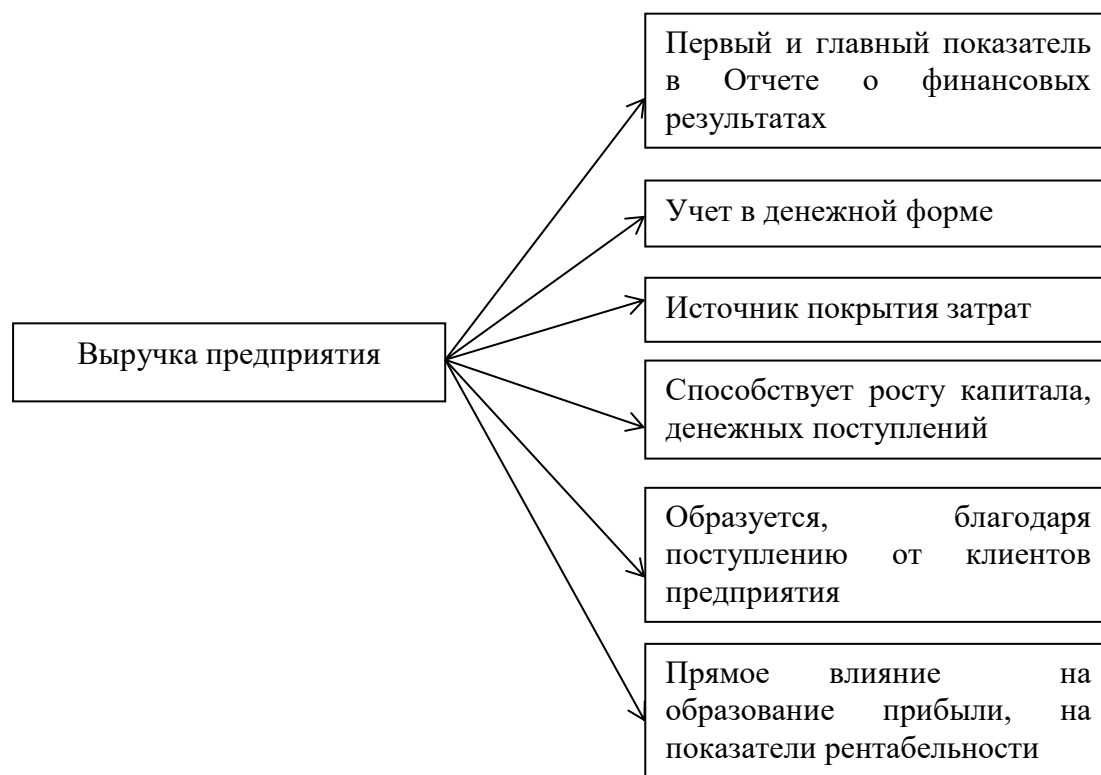 Первый и главный показатель
в Отчете о финансовых
результатах
Учет в денежной форме
Источник покрытия затрат
Выручка предприятия
Способствует росту капитала,
денежных поступлений
Образуется, благодаря
поступлению от клиентов
предприятия
Прямое влияние на
образование прибыли, на
показатели рентабельности